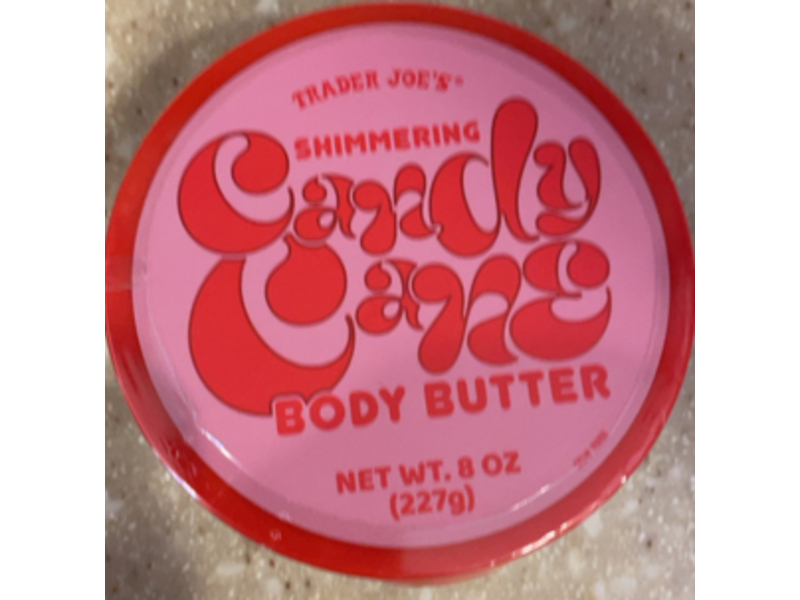 TRADER JOE'S®
SHIMMERING
Candy
Cane
BODY BUTTER
NET WT. 8 OZ
(227g)